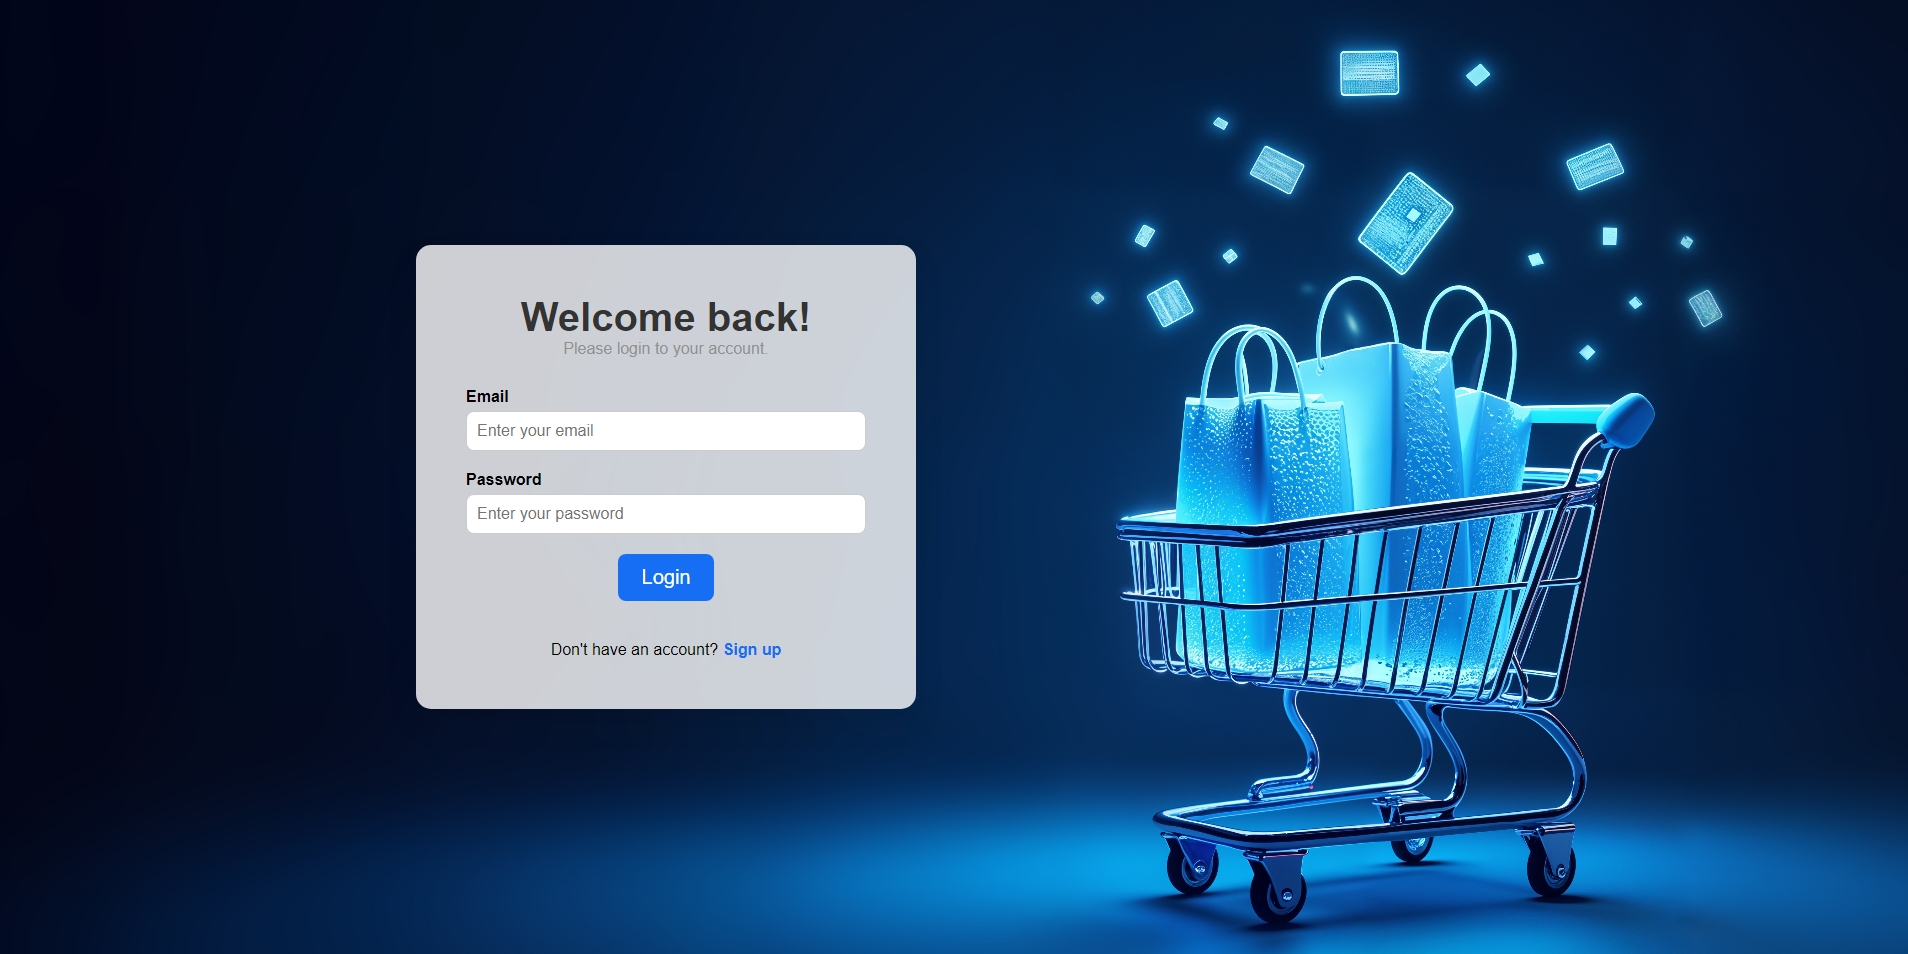 Welcome back!
Please login to your account.
Email
Enter your email
Password
Enter your password
Login
Don't have an account? Sign up